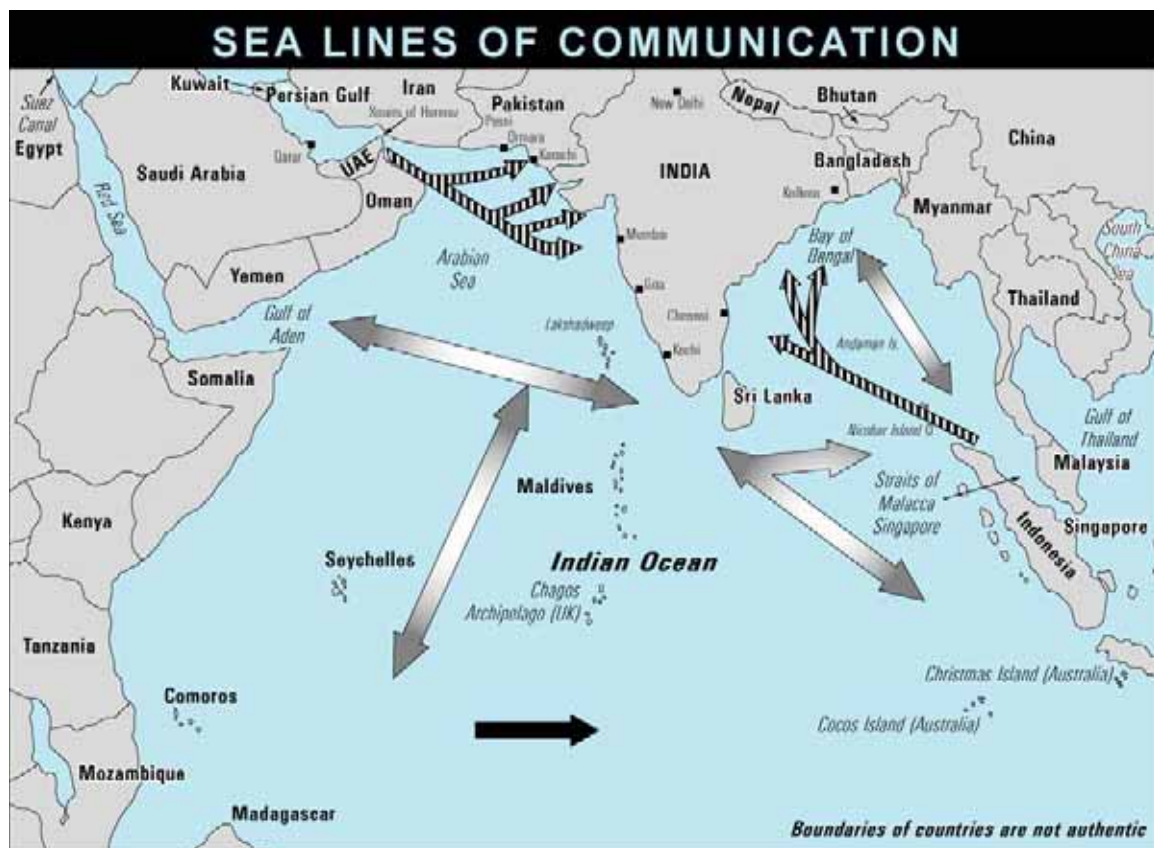 SEA LINES OF COMMUNICATION
Kuwait
Iran
Suez
Canal
Persian Gulf
Pakistan
New Delhi
Nepal
Bhutan
China
Egypt
Straits of Hormuz
Pasni
Ormara
Karachi
Qatar
UAE
Saudi Arabia
INDIA
Bangladesh
Kolkata
Red Sea
Oman
Myanmar
Mumbai
Bay of
Bengal
South
China
Sea
Arabian
Sea
Yemen
Goa
Thailand
Gulf of
Aden
Chennai
Lakshadweep
Andaman Is.
Kochi
Somalia
Sri Lanka
Gulf of
Thailand
Nicobar Island
Malaysia
Maldives
Straits of
Malacca
Singapore
Kenya
Singapore
Indonesia
Seychelles
Indian Ocean
Chagos
Archipelago (UK)
Tanzania
Christmas Island (Australia)
Comoros
Cocos Island (Australia)
Mozambique
Madagascar
Boundaries of countries are not authentic